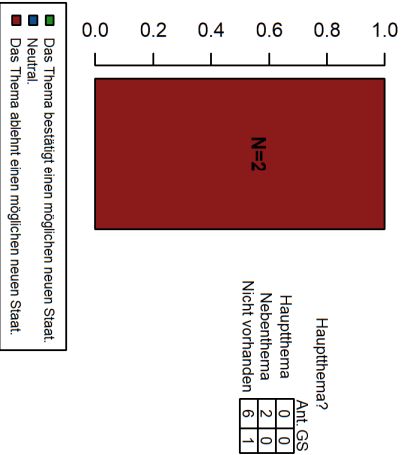 0.0 0.2 0.4 0.6 0.8 1.0
N=2
Hauptthema?
Ant. GS
Hauptthema 0 0
Nebenthema 2 0
Nicht vorhanden 6 1
Das Thema bestätigt einen möglichen neuen Staat.
Neutral.
Das Thema ablehnt einen möglichen neuen Staat.